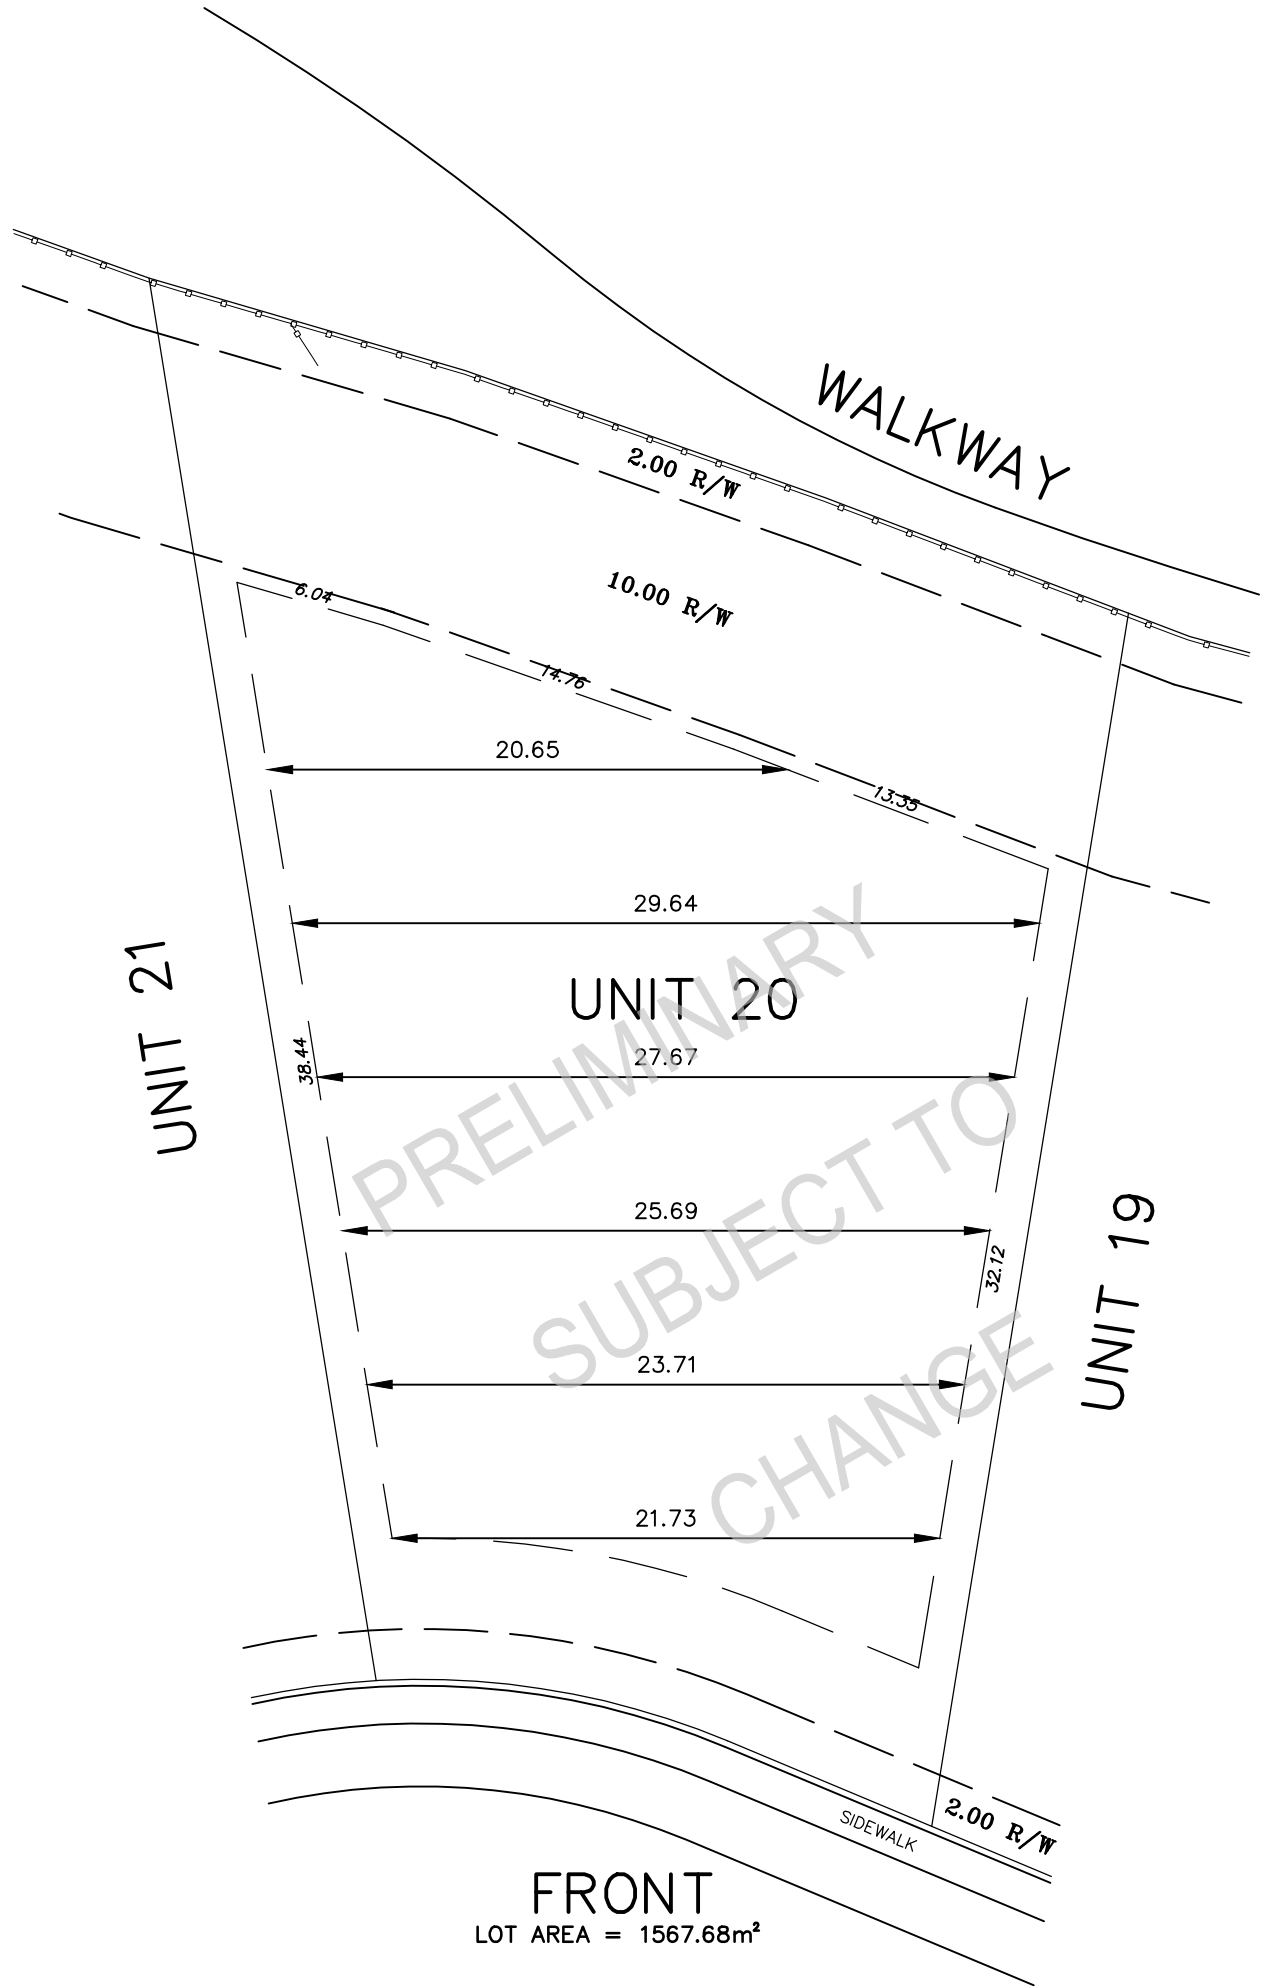 WALKWAY
2.00 R/W
10.00 R/W
6.04
14.76
20.65
13.35
29.64
UNIT 21
UNIT 20
38.44
27.67
PRELIMINARY
SUBJECT TO
CHANGE
25.69
32.12
UNIT 19
23.71
21.73
2.00 R/W
SIDEWALK
FRONT
LOT AREA = 1567.68m²